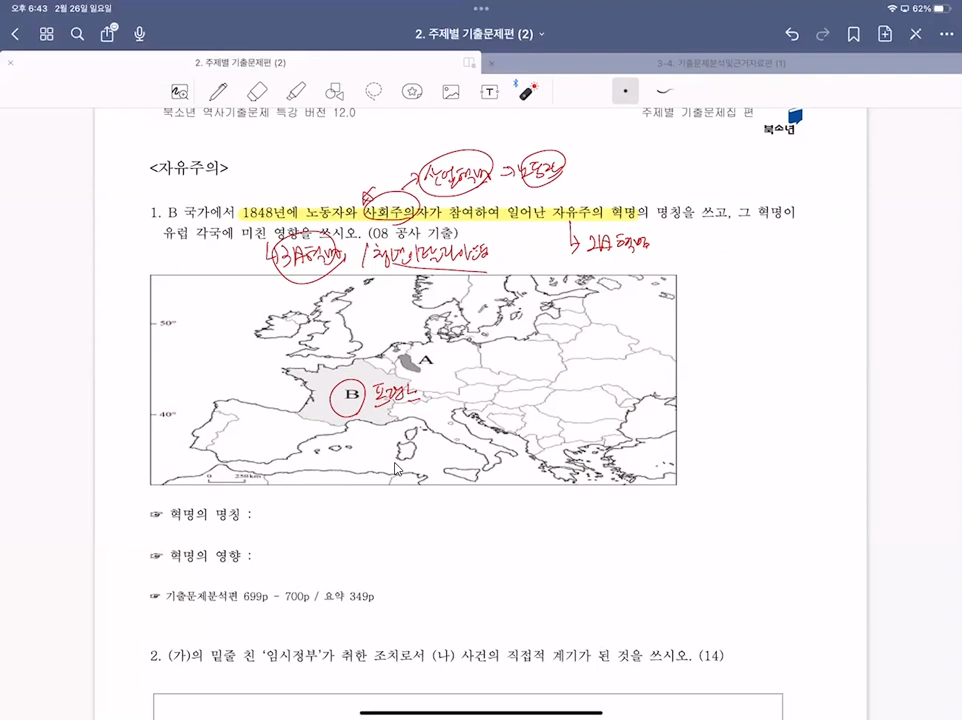 오후 6:43 2월 26일 일요일
62%
2. 주제별 기출문제편 (2)
2. 주제별 기출문제편 (2)
3-4. 기출문제분석및근거자료편 (1)
북소년 역사기출문제 특강 버전 12.0
주제별 기출문제집 편
북소년
<자유주의>
산업혁명
1. B 국가에서 1848년에 노동자와 사회주의자가 참여하여 일어난 자유주의 혁명의 명칭을 쓰고, 그 혁명이
유럽 각국에 미친 영향을 쓰시오. (08 공사 기출)
2月혁명
50°
A
B 프랑스
40°
0 250km
☞ 혁명의 명칭 :
☞ 혁명의 영향 :
☞ 기출문제분석편 699p - 700p / 요약 349p
2. (가)의 밑줄 친 ‘임시정부’가 취한 조치로서 (나) 사건의 직접적 계기가 된 것을 쓰시오. (14)